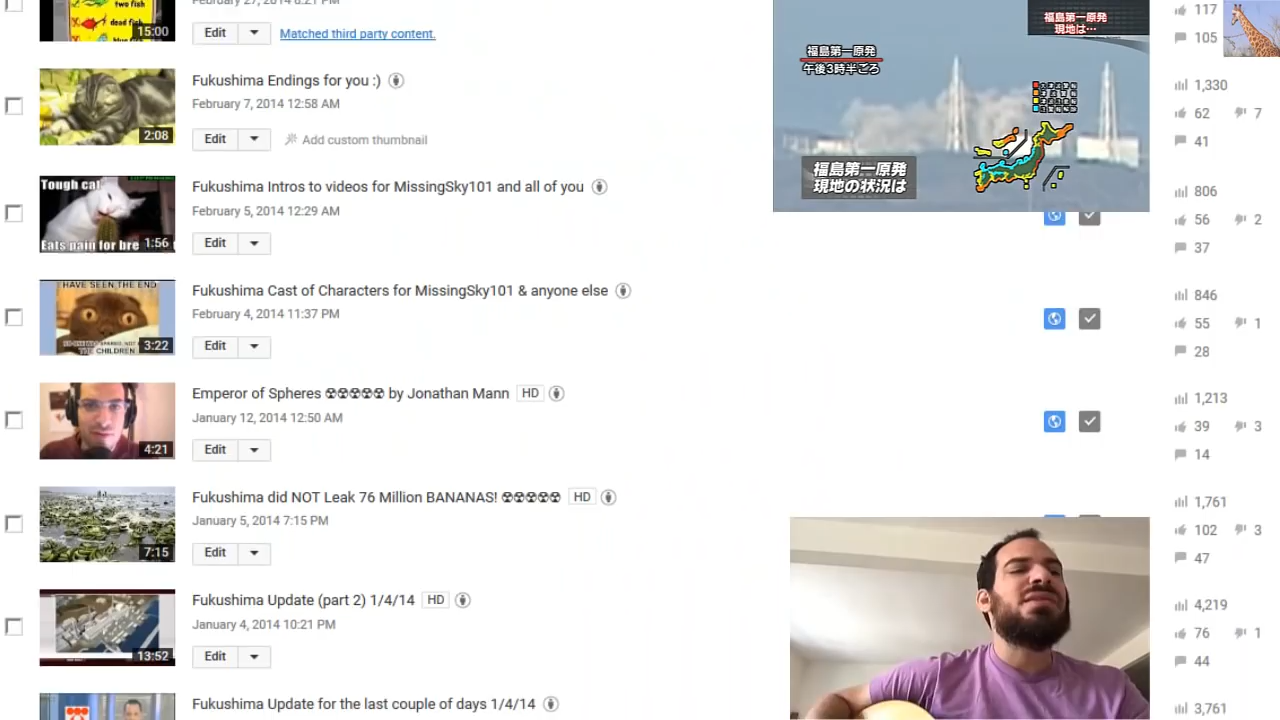 two fish
dead fish
15:00
Edit
Matched third party content.
福島第一原発
現地は…
117
105
福島第一原発
午後3時半ごろ
福島第一原発
現地の状況は
Fukushima Endings for you :)
February 7, 2014 12:58 AM
2:08
Edit
Add custom thumbnail
1,330
62
7
41
Tough cat
Eats pain for bre
1:56
Fukushima Intros to videos for MissingSky101 and all of you
February 5, 2014 12:29 AM
Edit
806
56
2
37
I HAVE SEEN THE END
THE CHILDREN
3:22
Fukushima Cast of Characters for MissingSky101 & anyone else
February 4, 2014 11:37 PM
Edit
846
55
1
28
4:21
Emperor of Spheres ☢☢☢☢☢ by Jonathan Mann HD
January 12, 2014 12:50 AM
Edit
1,213
39
3
14
7:15
Fukushima did NOT Leak 76 Million BANANAS! ☢☢☢☢☢ HD
January 5, 2014 7:15 PM
Edit
1,761
102
3
47
13:52
Fukushima Update (part 2) 1/4/14 HD
January 4, 2014 10:21 PM
Edit
4,219
76
1
44
Fukushima Update for the last couple of days 1/4/14
3,761